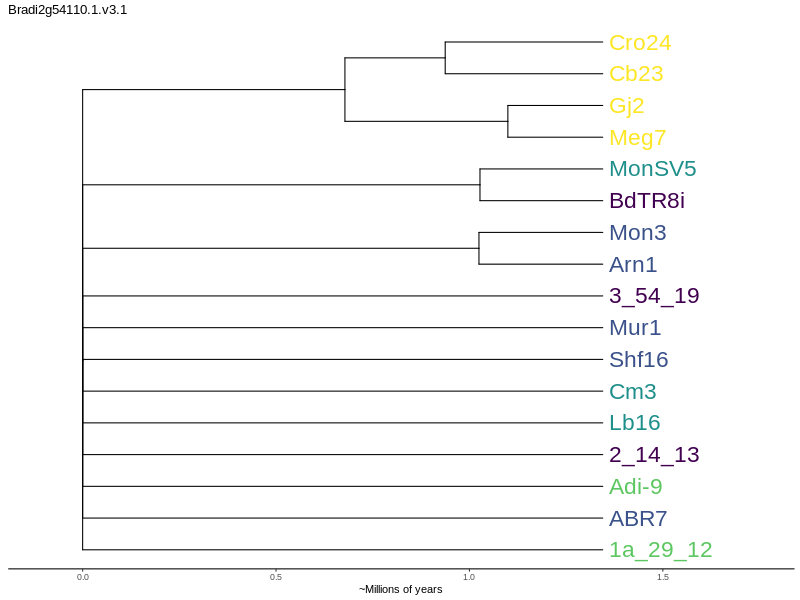 Bradi2g54110.1.v3.1
Cro24
Cb23
Gj2
Meg7
MonSV5
BdTR8i
Mon3
Arn1
3_54_19
Mur1
Shf16
Cm3
Lb16
2_14_13
Adi-9
ABR7
1a_29_12
0.0 0.5 1.0 1.5
~Millions of years